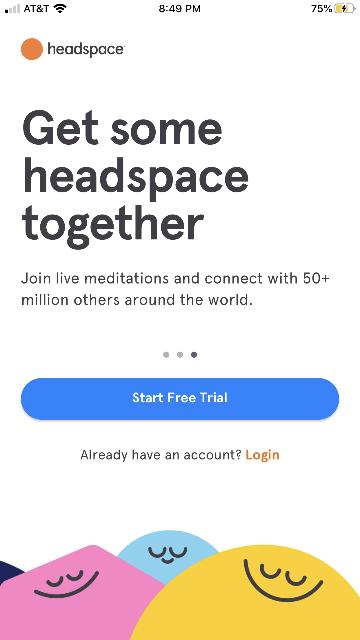 AT&T 8:49 PM 75%
headspace
Get some
headspace
together
Join live meditations and connect with 50+
million others around the world.
Start Free Trial
Already have an account? Login